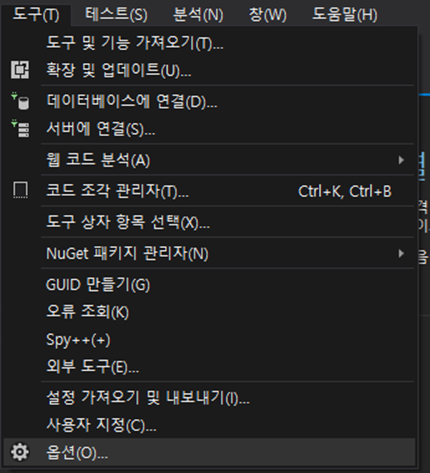 도구(T) 테스트(S) 분석(N) 창(W) 도움말(H)
도구 및 기능 가져오기(T)...
확장 및 업데이트(U)...
데이터베이스에 연결(D)...
서버에 연결(S)...
웹 코드 분석(A)
코드 조각 관리자(T)... Ctrl+K, Ctrl+B
도구 상자 항목 선택(X)...
NuGet 패키지 관리자(N)
GUID 만들기(G)
오류 조회(K)
Spy++(+)
외부 도구(E)...
설정 가져오기 및 내보내기(I)...
사용자 지정(C)...
옵션(O)...